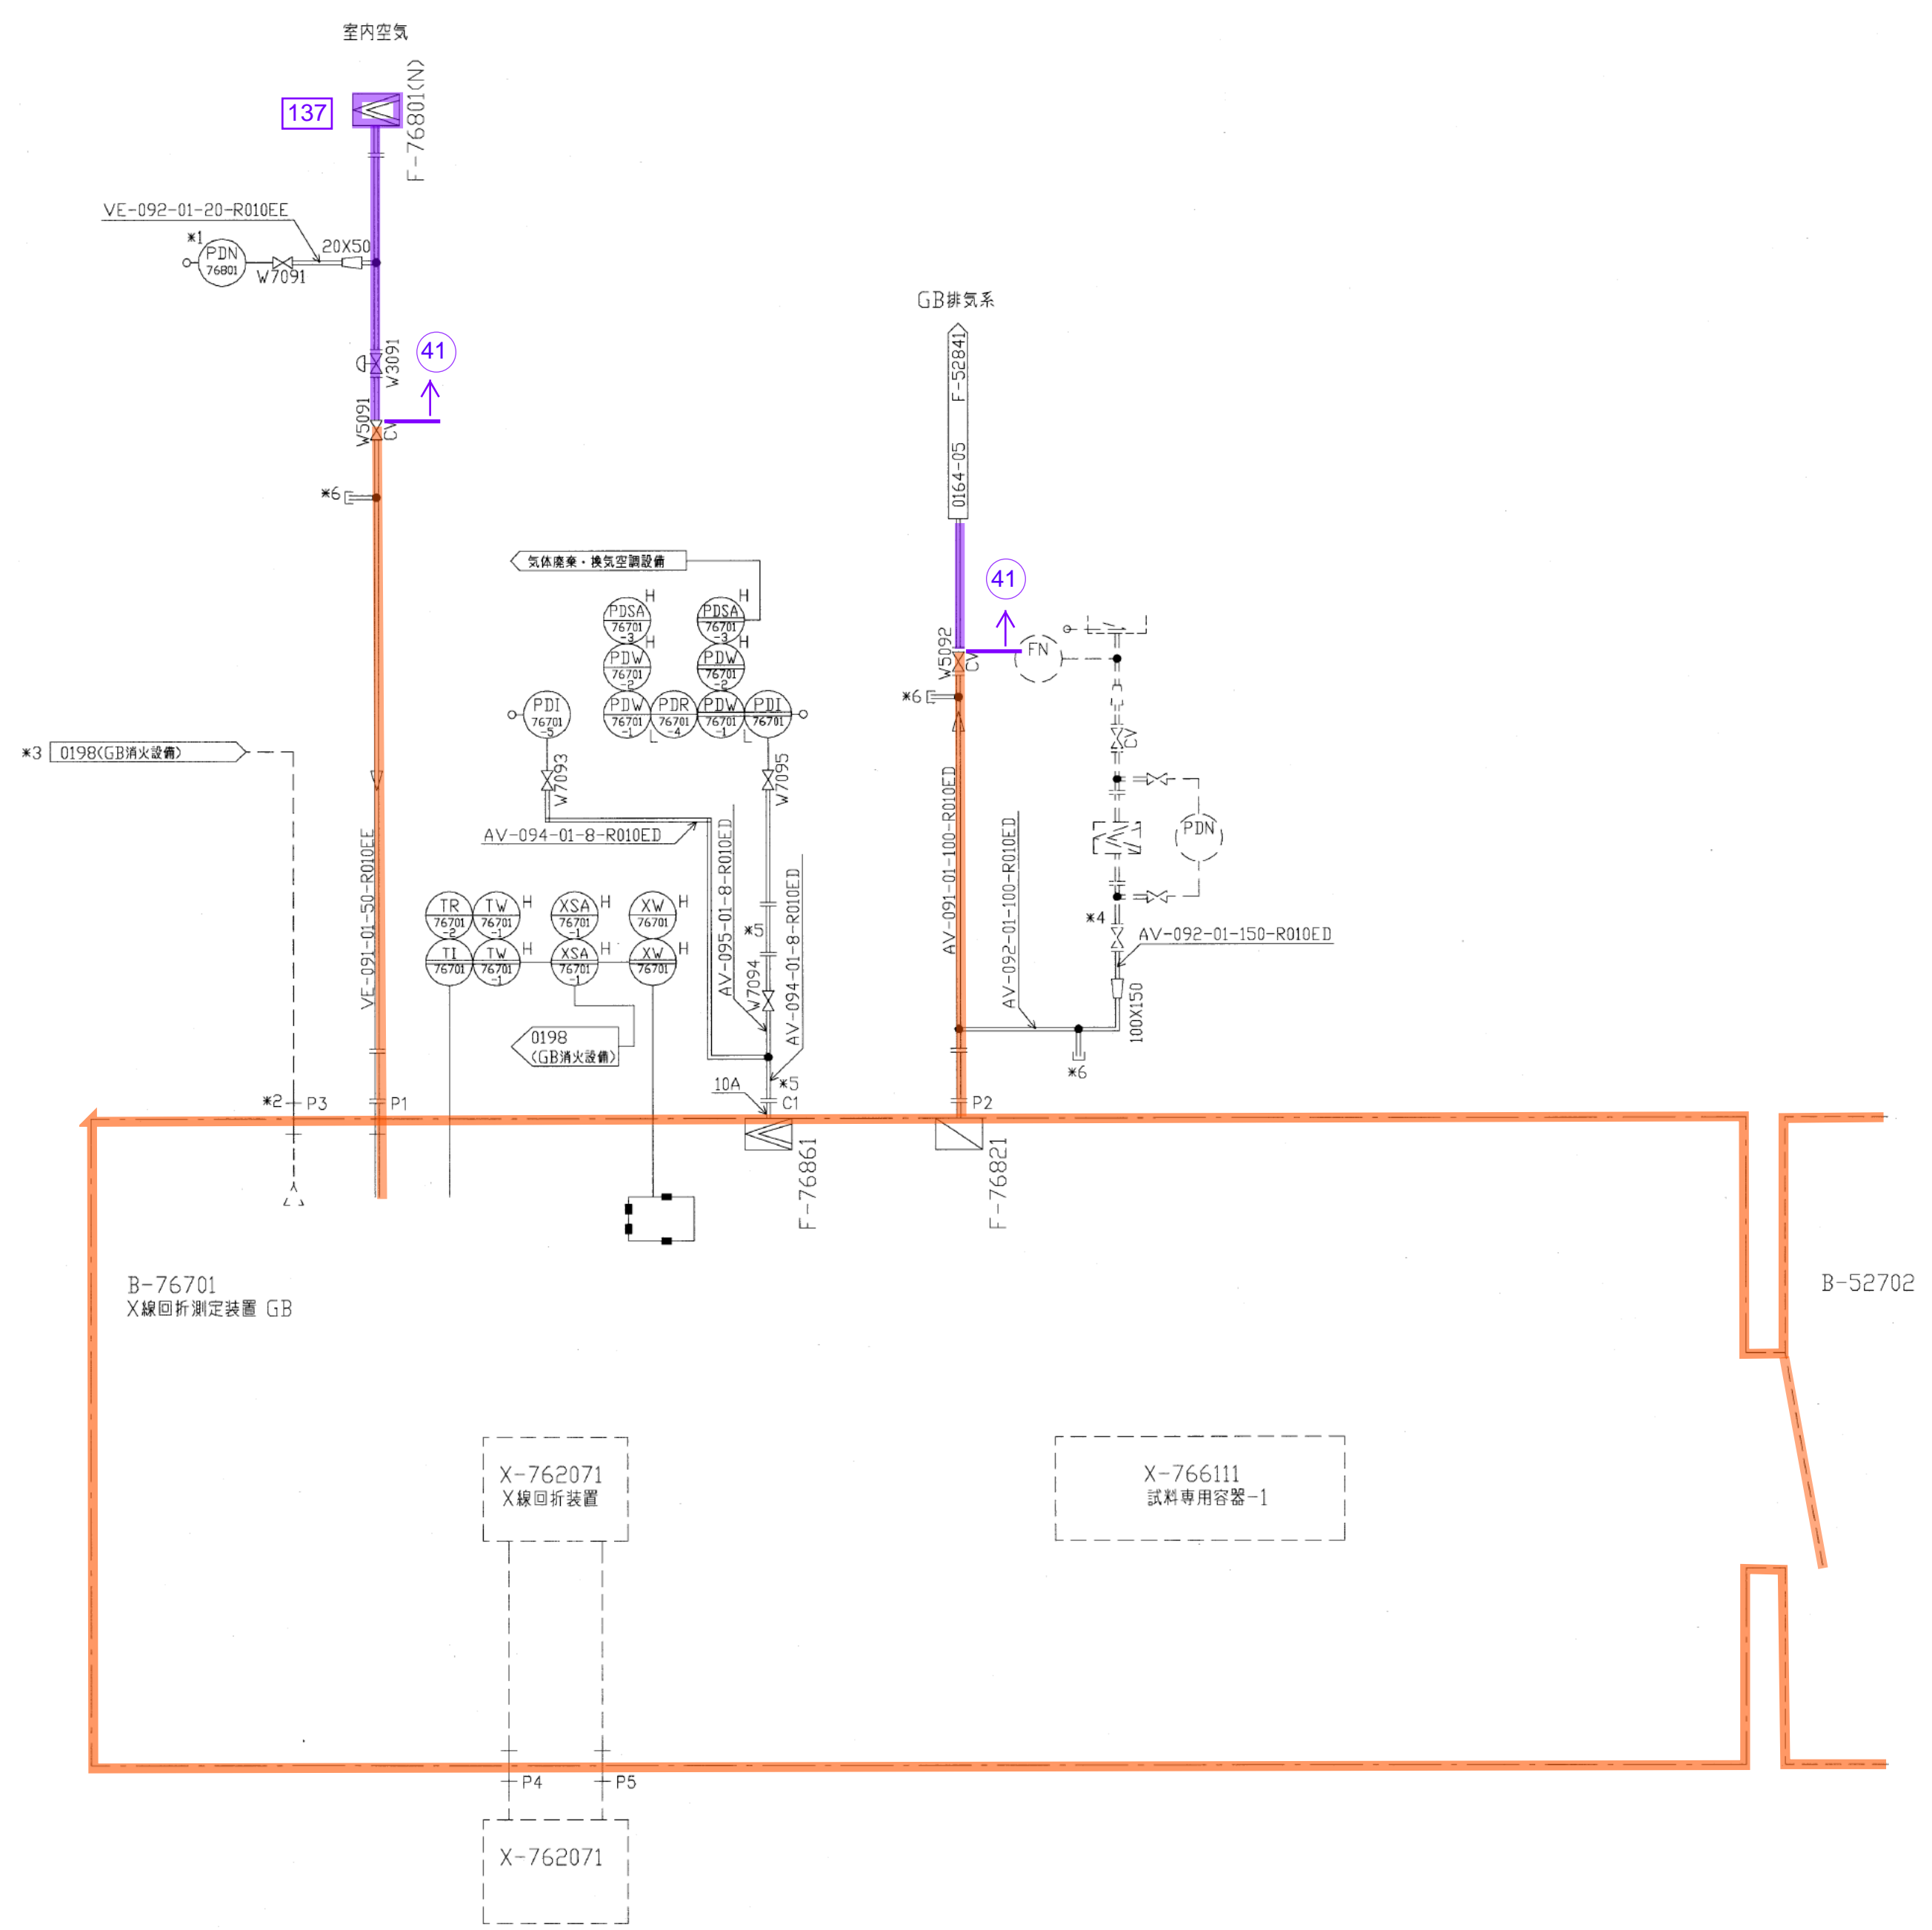 室内空気
137
F-76801(N)
VE-092-01-20-R010EE
*1
PDN
76801
W7091
20X50
W3091
41
W5091
CV
*6
GB排気系
0164-05 F-52841
41
W5092
CV
*6
FN
CV
PDN
*4
AV-092-01-150-R010ED
100X150
*6
AV-092-01-100-R010ED
AV-091-01-100-R010ED
気体廃棄・換気空調設備
PDSA
76701
-3
H
PDSA
76701
-3
H
PDW
76701
-2
H
PDW
76701
-2
H
PDI
76701
-5
PDW
76701
-1
L
PDR
76701
-4
PDW
76701
-1
L
PDI
76701
W7093
W7095
AV-094-01-8-R010ED
AV-095-01-8-R010ED
*5
W7094
AV-094-01-8-R010ED
*3
0198(GB消火設備)
VE-091-01-50-R010EE
TR
76701
-2
TW
76701
-1
H
XSA
76701
-1
H
XW
76701
H
TI
76701
TW
76701
-1
H
XSA
76701
-1
H
XW
76701
H
0198
(GB消火設備)
10A
*5
C1
*2
P3
P1
P2
F-76861
F-76821
B-76701
X線回折測定装置 GB
B-52702
X-762071
X線回折装置
X-766111
試料専用容器-1
P4
P5
X-762071